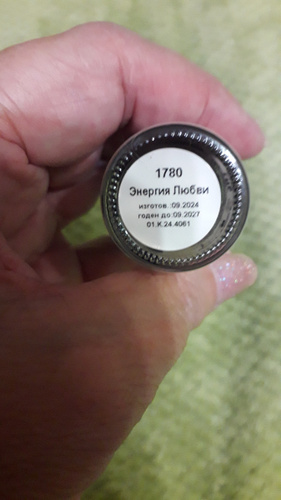 1780
Энергия Любви
изготов.:09.2024
годен до:09.2027
01.К.24.4061